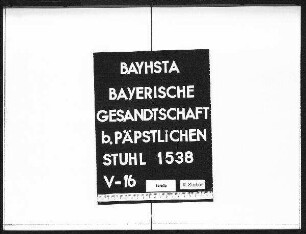 BAYHSTA
BAYERISCHE
GESANDTSCHAFT
b. PÄPSTLiCHEN
STUHL 1538
V-16